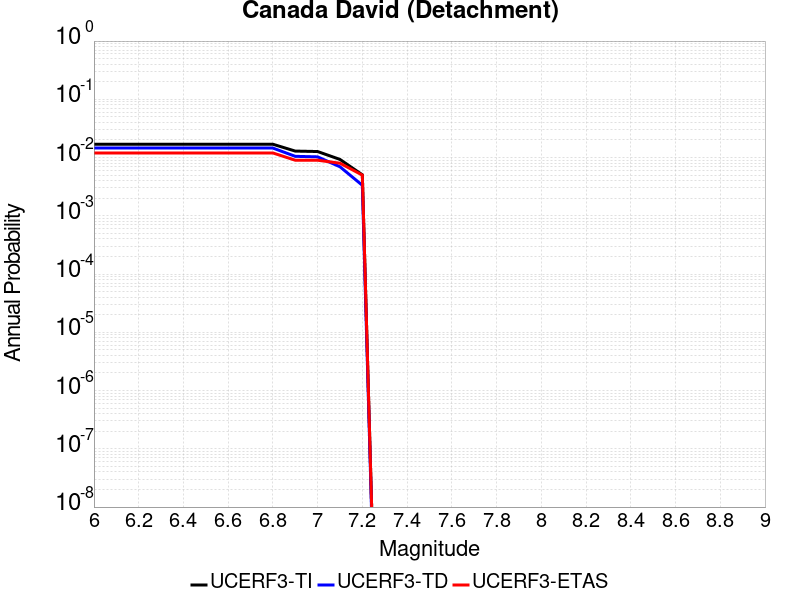 Canada David (Detachment)
10^0
10^-1
10^-2
10^-3
10^-4
10^-5
10^-6
10^-7
10^-8
Annual Probability
6 6.2 6.4 6.6 6.8 7 7.2 7.4 7.6 7.8 8 8.2 8.4 8.6 8.8 9
Magnitude
UCERF3-TI UCERF3-TD UCERF3-ETAS